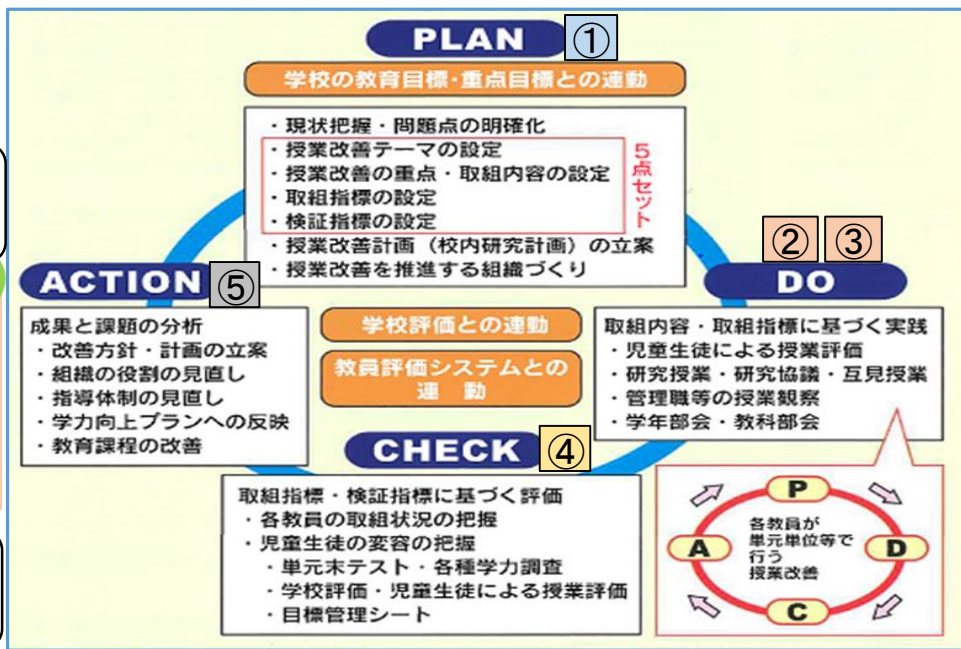 PLAN ①
学校の教育目標・重点目標との連動
・現状把握・問題点の明確化
・授業改善テーマの設定
・授業改善の重点・取組内容の設定
・取組指標の設定
・検証指標の設定
5点セット
・授業改善計画（校内研究計画）の立案
・授業改善を推進する組織づくり
② ③
DO
取組内容・取組指標に基づく実践
・児童生徒による授業評価
・研究授業・研究協議・互見授業
・管理職等の授業観察
・学年部会・教科部会
P
D
C
A
各教員が
単元単位等で
行う
授業改善
学校評価との連動
教員評価システムとの
連動
CHECK ④
取組指標・検証指標に基づく評価
・各教員の取組状況の把握
・児童生徒の変容の把握
・単元末テスト・各種学力調査
・学校評価・児童生徒による授業評価
・目標管理シート
ACTION ⑤
成果と課題の分析
・改善方針・計画の立案
・組織の役割の見直し
・指導体制の見直し
・学力向上プランへの反映
・教育課程の改善